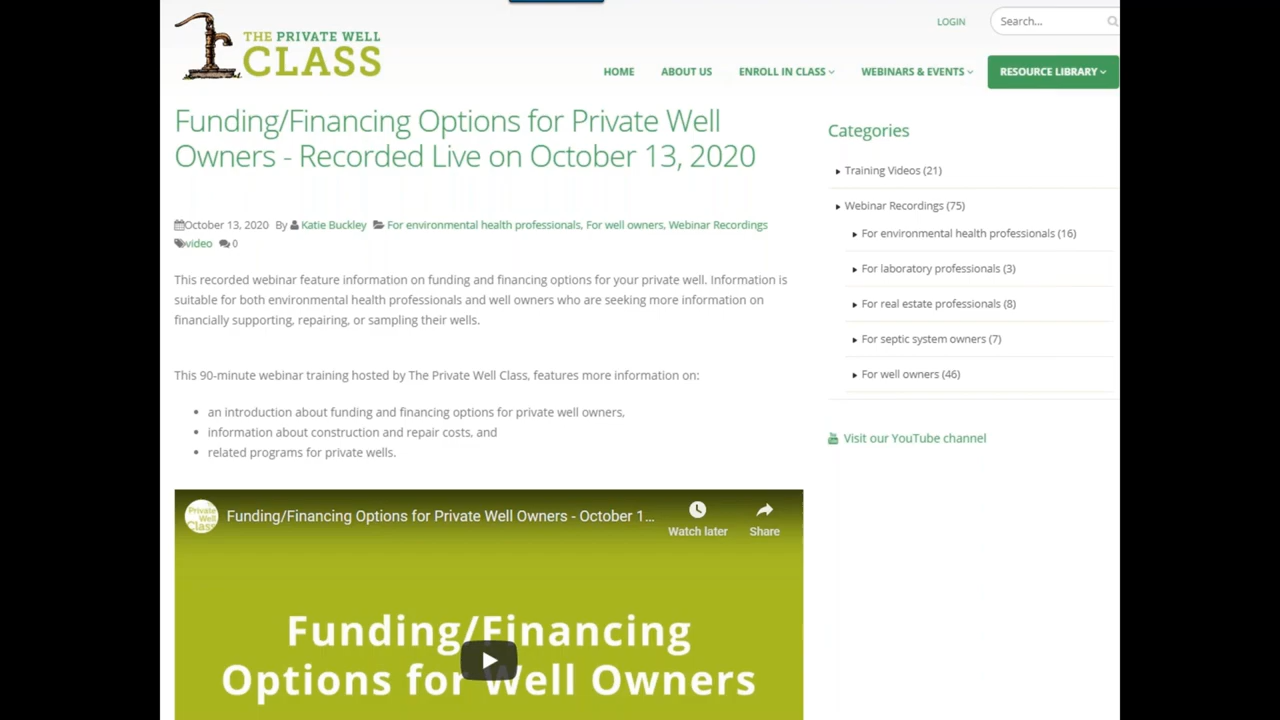 THE PRIVATE WELL
CLASS
LOGIN
Search...
HOME
ABOUT US
ENROLL IN CLASS
WEBINARS & EVENTS
RESOURCE LIBRARY
Funding/Financing Options for Private Well
Owners - Recorded Live on October 13, 2020
October 13, 2020 By Katie Buckley For environmental health professionals, For well owners, Webinar Recordings
video 0
This recorded webinar feature information on funding and financing options for your private well. Information is
suitable for both environmental health professionals and well owners who are seeking more information on
financially supporting, repairing, or sampling their wells.
This 90-minute webinar training hosted by The Private Well Class, features more information on:
• an introduction about funding and financing options for private well owners,
• information about construction and repair costs, and
• related programs for private wells.
Private
Well
Class
Funding/Financing Options for Private Well Owners - October 1...
Watch later
Share
Funding/Financing
Options for Well Owners
Categories
Training Videos (21)
Webinar Recordings (75)
For environmental health professionals (16)
For laboratory professionals (3)
For real estate professionals (8)
For septic system owners (7)
For well owners (46)
Visit our YouTube channel